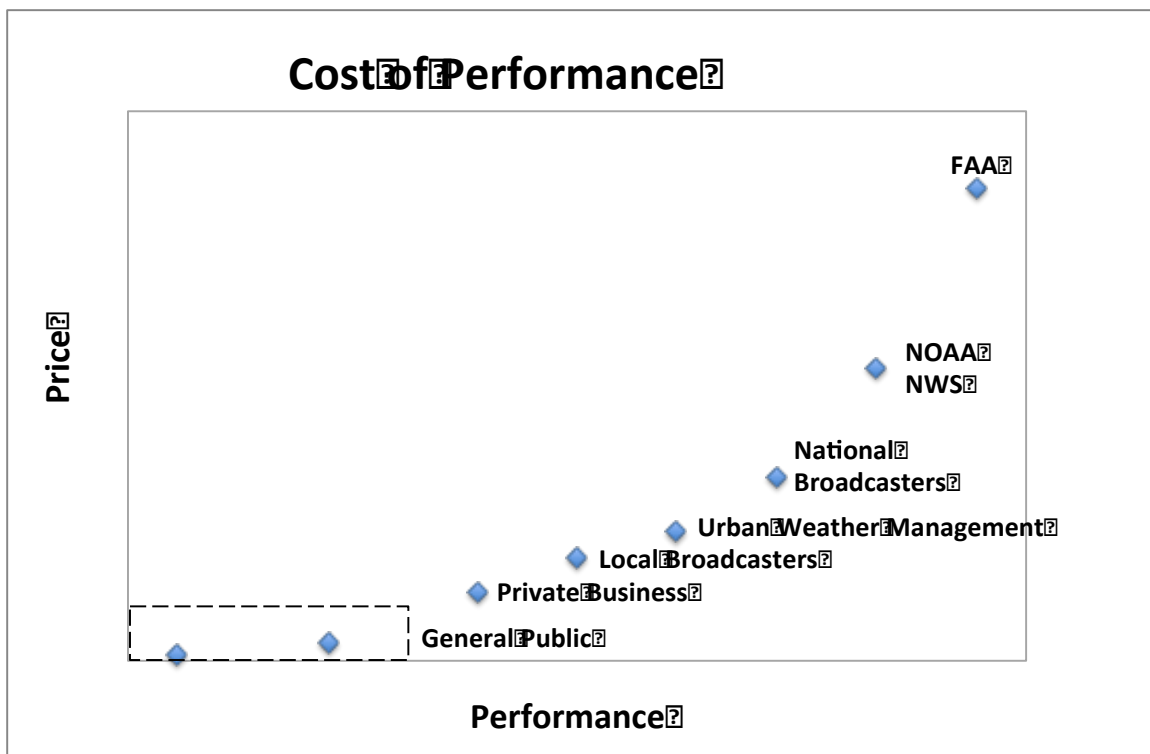 Cost of Performance
FAA
NOAA
NWS
Price
National
Broadcasters
Urban Weather Management
Local Broadcasters
Private Business
General Public
Performance